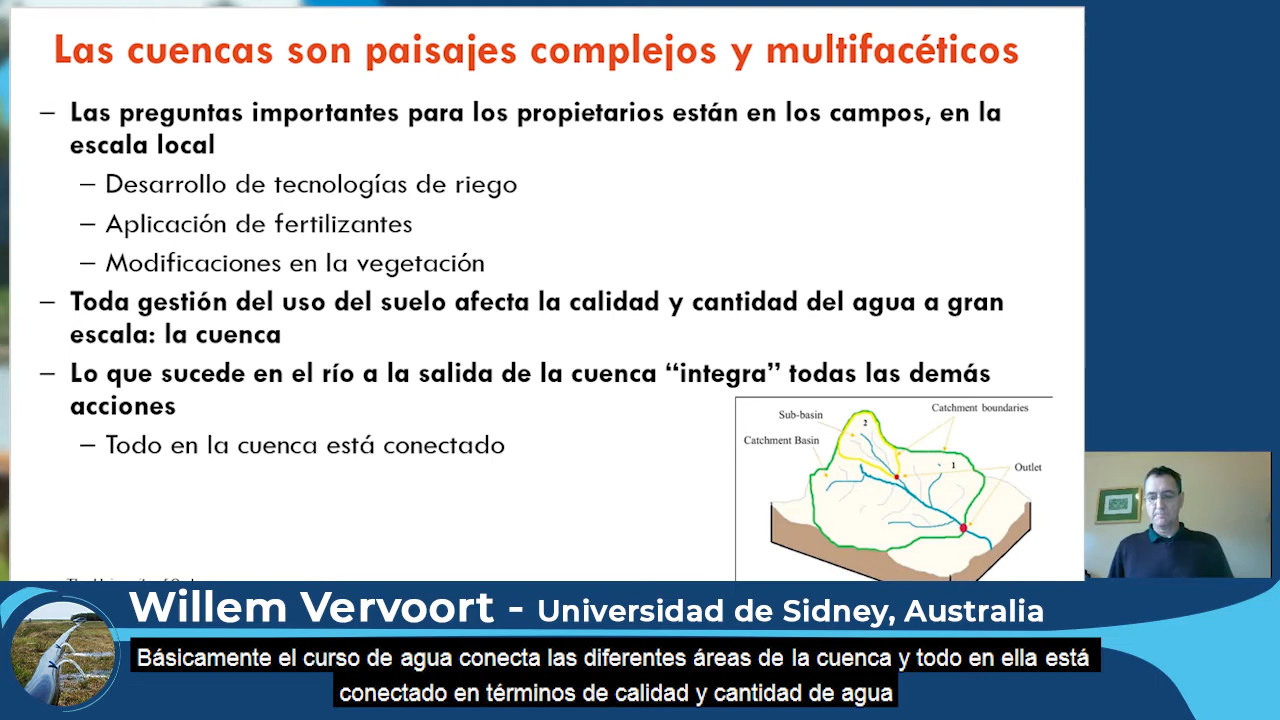 Las cuencas son paisajes complejos y multifacéticos
– Las preguntas importantes para los propietarios están en los campos, en la
escala local
– Desarrollo de tecnologías de riego
– Aplicación de fertilizantes
– Modificaciones en la vegetación
– Toda gestión del uso del suelo afecta la calidad y cantidad del agua a gran
escala: la cuenca
– Lo que sucede en el río a la salida de la cuenca “integra” todas las demás
acciones
– Todo en la cuenca está conectado
Sub-basin
Catchment boundaries
2
Catchment Basin
1
Outlet
Willem Vervoort - Universidad de Sidney, Australia
Básicamente el curso de agua conecta las diferentes áreas de la cuenca y todo en ella está
conectado en términos de calidad y cantidad de agua